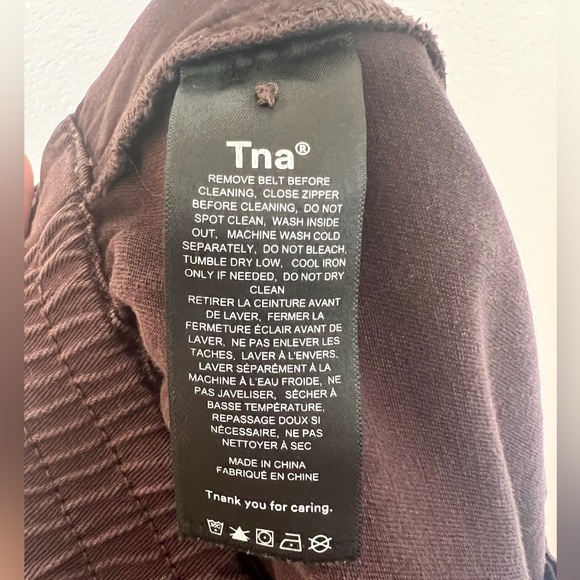 Tna®
REMOVE BELT BEFORE
CLEANING, CLOSE ZIPPER
BEFORE CLEANING, DO NOT
SPOT CLEAN, WASH INSIDE
OUT, MACHINE WASH COLD
SEPARATELY, DO NOT BLEACH,
TUMBLE DRY LOW, COOL IRON
ONLY IF NEEDED, DO NOT DRY
CLEAN
RETIRER LA CEINTURE AVANT
DE LAVER, FERMER LA
FERMETURE ÉCLAIR AVANT DE
LAVER, NE PAS ENLEVER LES
TACHES, LAVER À L'ENVERS,
LAVER SÉPARÉMENT À LA
MACHINE À L'EAU FROIDE, NE
PAS JAVELISER, SÉCHER À
BASSE TEMPÉRATURE,
REPASSAGE DOUX SI
NÉCESSAIRE, NE PAS
NETTOYER À SEC
MADE IN CHINA
FABRIQUÉ EN CHINE
Tnank you for caring.